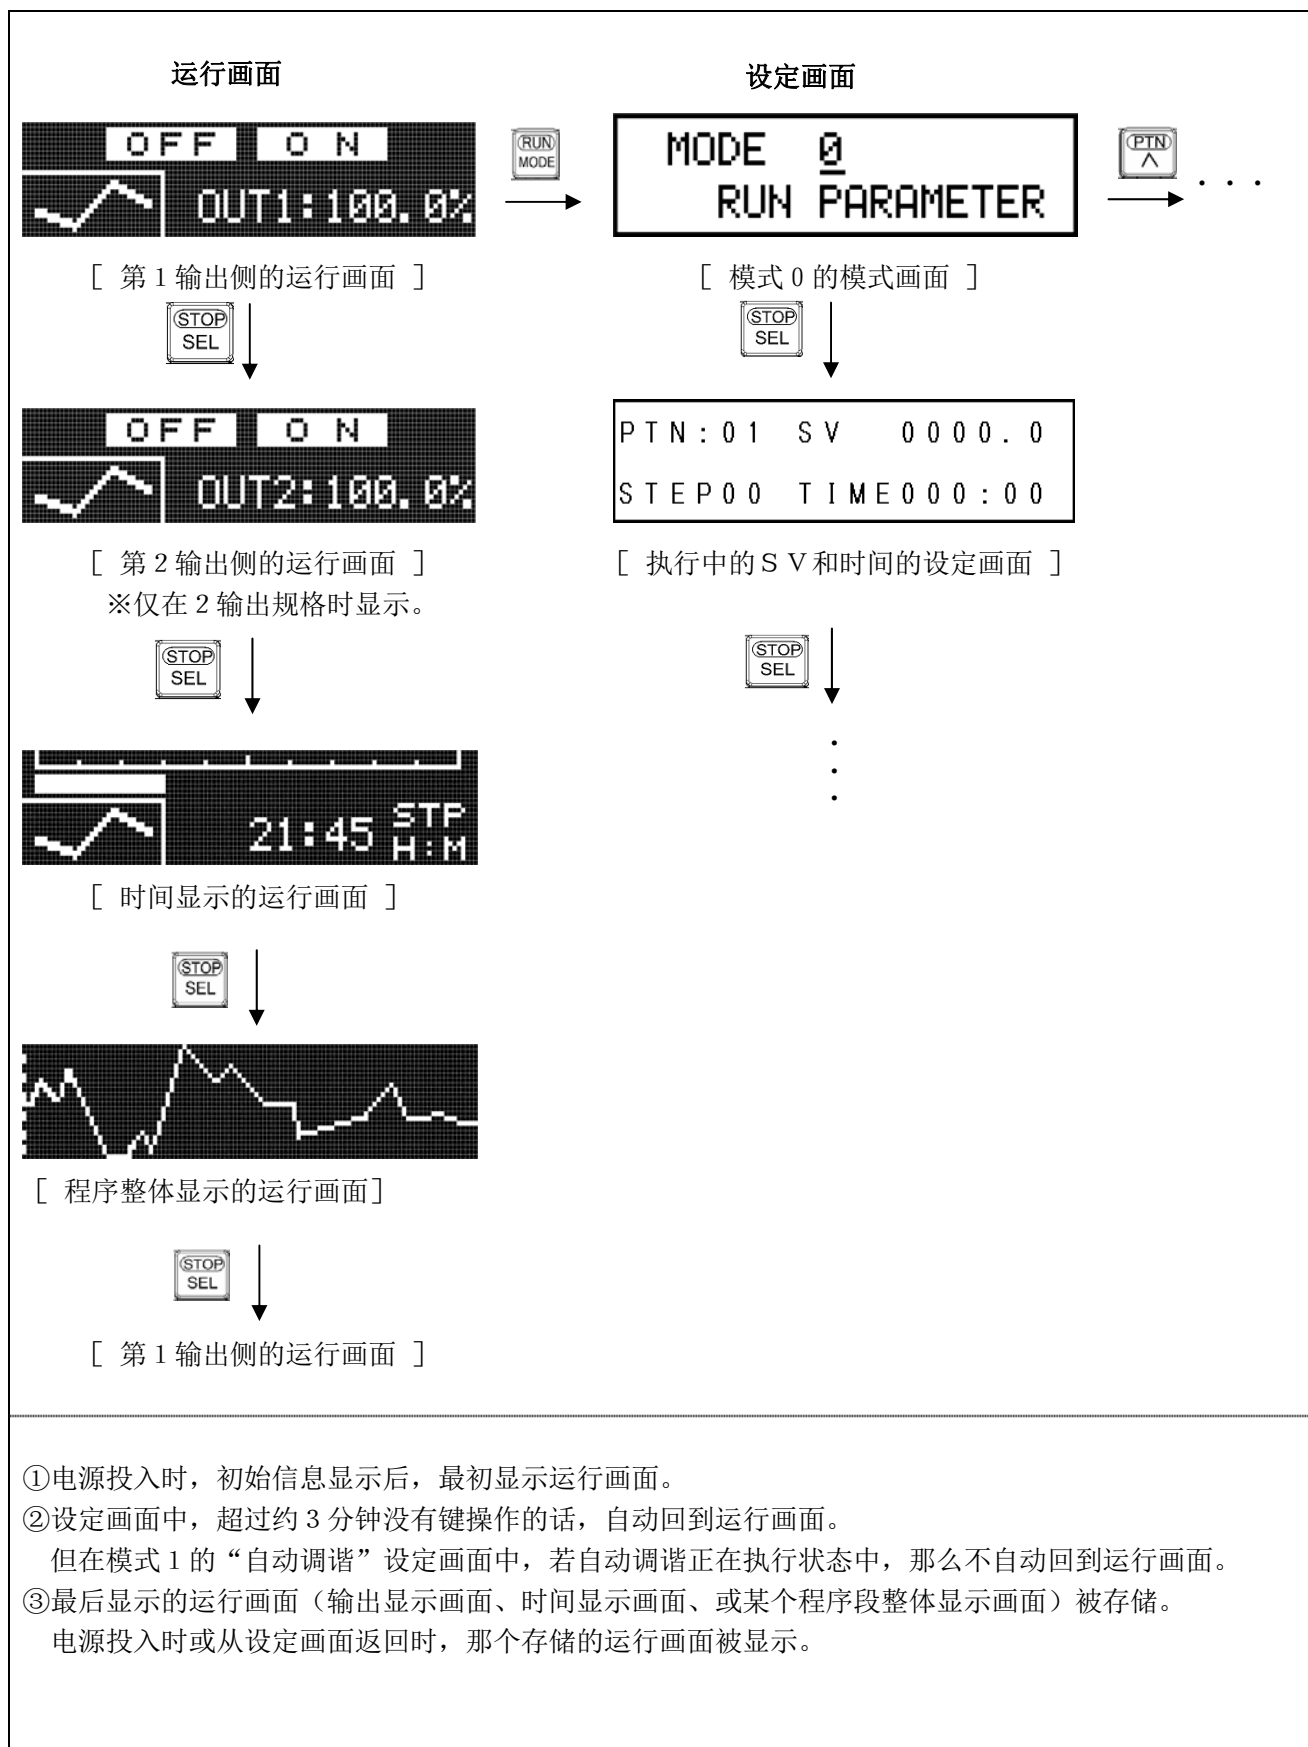 运行画面
设定画面
OFF ON
OUT1:100.0%
RUN
MODE
MODE 0
RUN PARAMETER
PTN
∧
· · ·
[ 第1输出侧的运行画面 ]
[ 模式0的模式画面 ]
STOP
SEL
STOP
SEL
OFF ON
OUT2:100.0%
PTN:01 SV 0000.0
STEP00 TIME000:00
[ 第2输出侧的运行画面 ]
※仅在2输出规格时显示。
[ 执行中的SV和时间的设定画面 ]
STOP
SEL
STOP
SEL
21:45 STP
H:M
[ 时间显示的运行画面 ]
STOP
SEL
[ 程序整体显示的运行画面]
STOP
SEL
[ 第1输出侧的运行画面 ]
①电源投入时，初始信息显示后，最初显示运行画面。
②设定画面中，超过约3分钟没有键操作的话，自动回到运行画面。
但在模式1的“自动调谐”设定画面中，若自动调谐正在执行状态中，那么不自动回到运行画面。
③最后显示的运行画面（输出显示画面、时间显示画面、或某个程序段整体显示画面）被存储。
电源投入时或从设定画面返回时，那个存储的运行画面被显示。